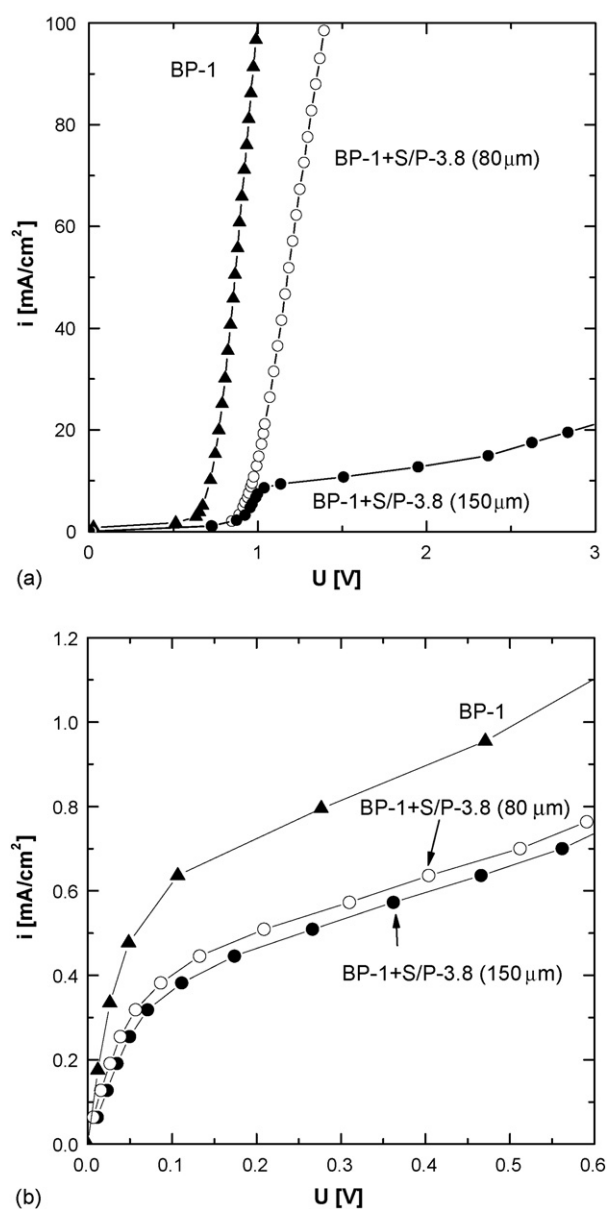 100
80
60
40
20
0
i [mA/cm²]
BP-1
BP-1+S/P-3.8 (80μm)
BP-1+S/P-3.8 (150μm)
0 1 2 3
(a)
U [V]
1.2
1.0
0.8
0.6
0.4
0.2
0.0
i [mA/cm²]
BP-1
BP-1+S/P-3.8 (80 μm)
BP-1+S/P-3.8 (150μm)
0.0 0.1 0.2 0.3 0.4 0.5 0.6
(b)
U [V]